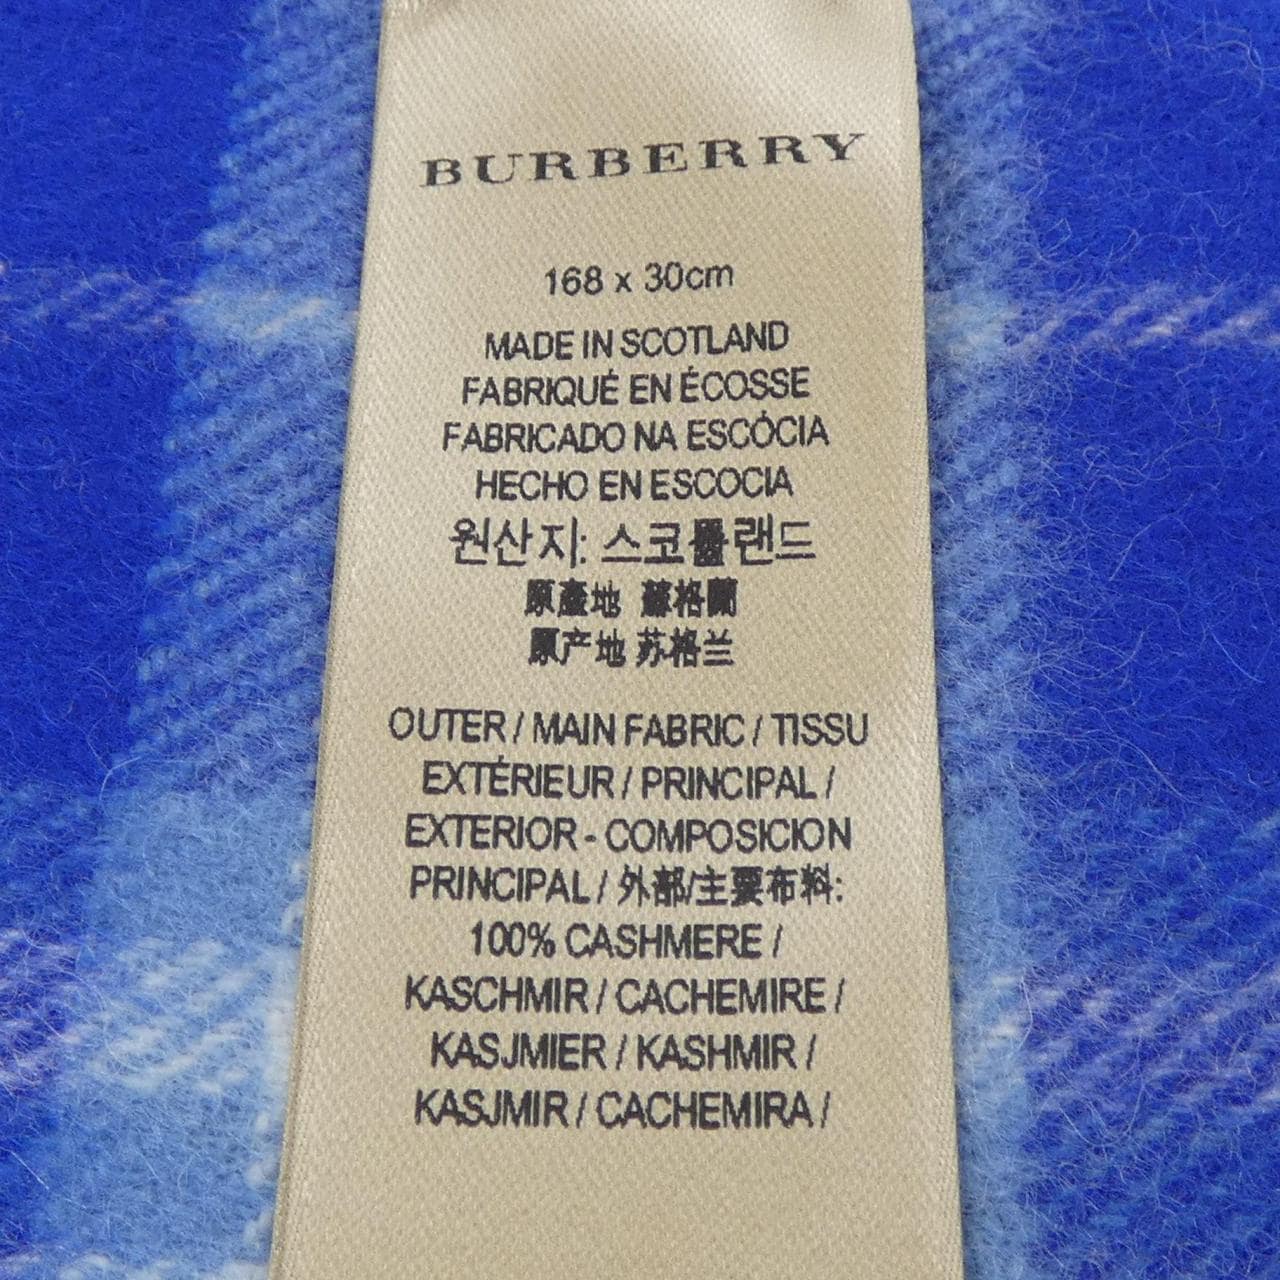 BURBERRY
168 x 30cm
MADE IN SCOTLAND
FABRIQUÉ EN ÉCOSSE
FABRICADO NA ESCÓCIA
HECHO EN ESCOCIA
원산지: 스코틀랜드
原產地 蘇格蘭
原产地 苏格兰
OUTER / MAIN FABRIC / TISSU
EXTÉRIEUR / PRINCIPAL /
EXTERIOR - COMPOSICION
PRINCIPAL / 外部/主要布料:
100% CASHMERE /
KASCHMIR / CACHEMIRE /
KASJMIER / KASHMIR /
KASJMIR / CACHEMIRA /